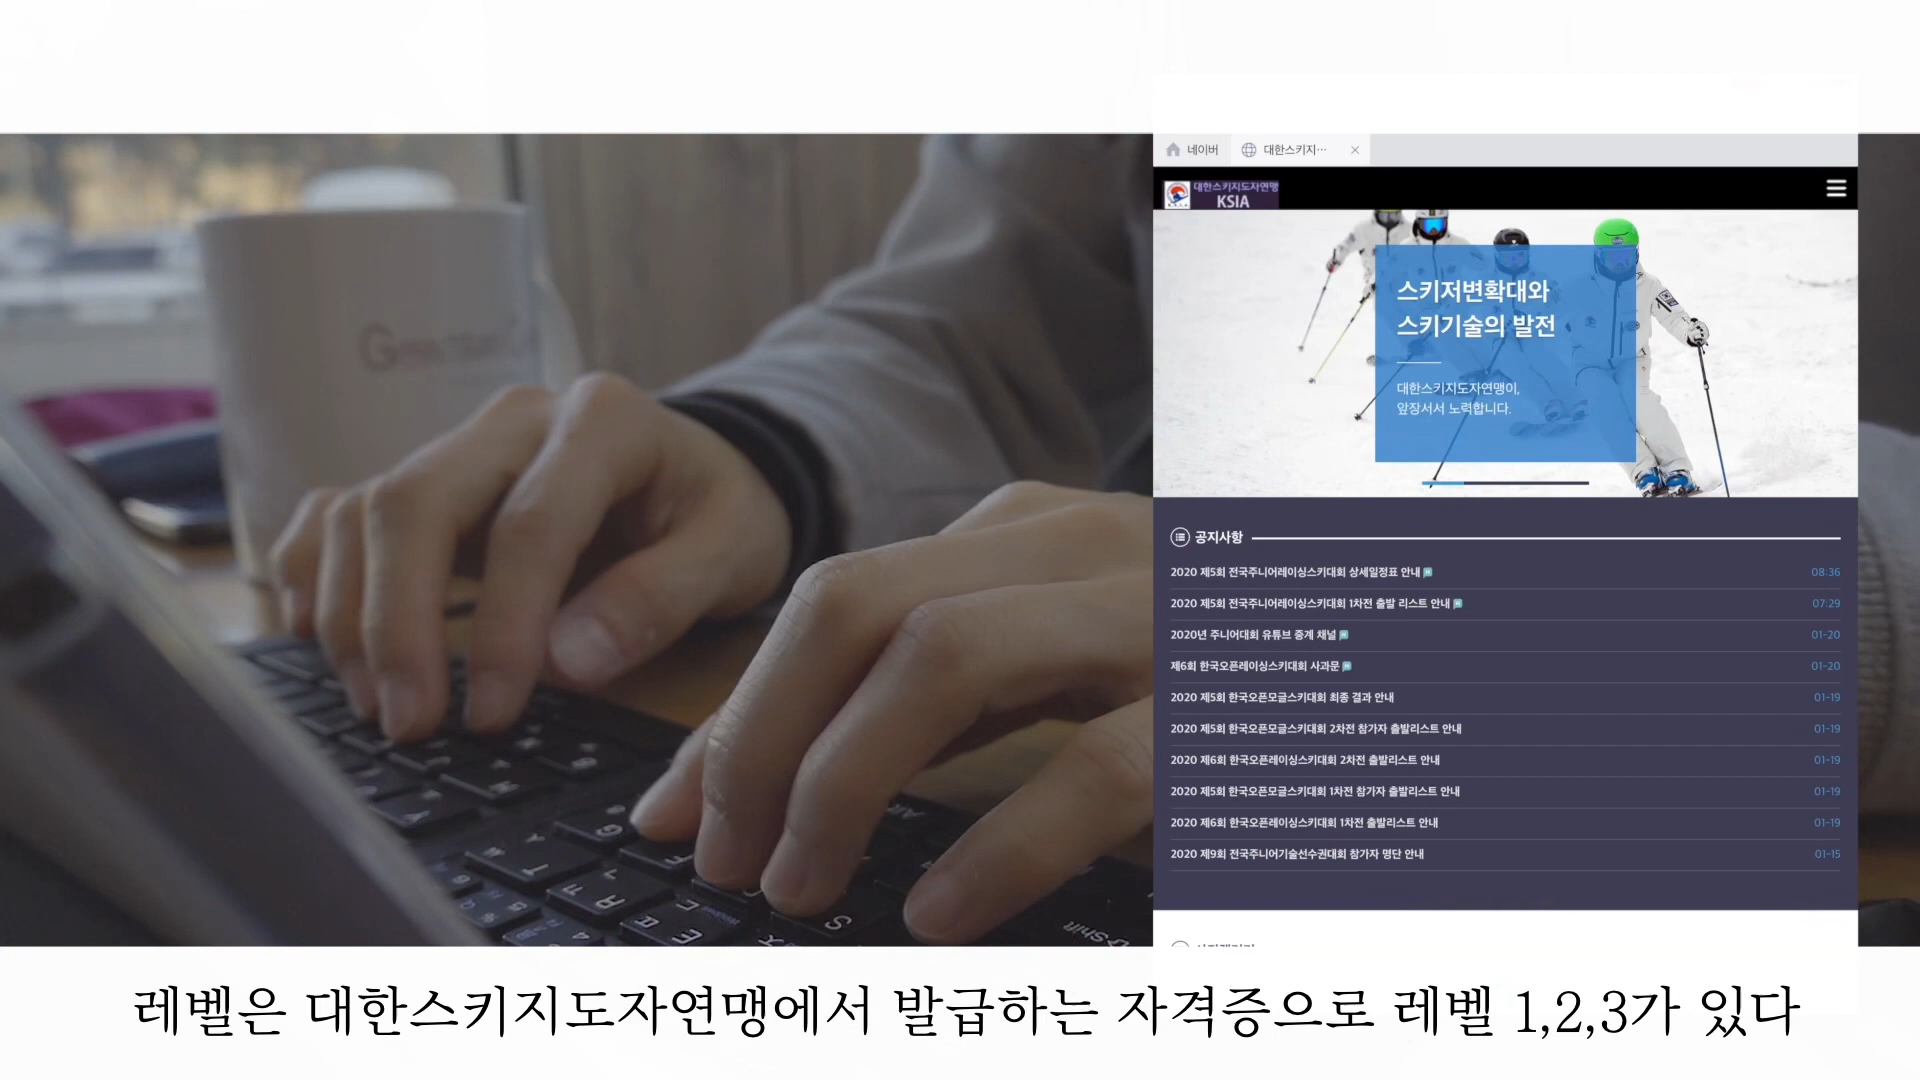 네이버
대한스키지…
대한스키지도자연맹
KSIA
스키저변확대와
스키기술의 발전
대한스키지도자연맹이,
앞장서서 노력합니다.
공지사항
2020 제5회 전국주니어레이싱스키대회 상세일정표 안내 08:36
2020 제5회 전국주니어레이싱스키대회 1차전 출발 리스트 안내 07:29
2020년 주니어대회 유튜브 중계 채널 01-20
제6회 한국오픈레이싱스키대회 사과문 01-20
2020 제5회 한국오픈모글스키대회 최종 결과 안내 01-19
2020 제5회 한국오픈모글스키대회 2차전 참가자 출발리스트 안내 01-19
2020 제6회 한국오픈레이싱스키대회 2차전 출발리스트 안내 01-19
2020 제5회 한국오픈모글스키대회 1차전 참가자 출발리스트 안내 01-19
2020 제6회 한국오픈레이싱스키대회 1차전 출발리스트 안내 01-19
2020 제9회 전국주니어기술선수권대회 참가자 명단 안내 01-15
레벨은 대한스키지도자연맹에서 발급하는 자격증으로 레벨 1,2,3가 있다